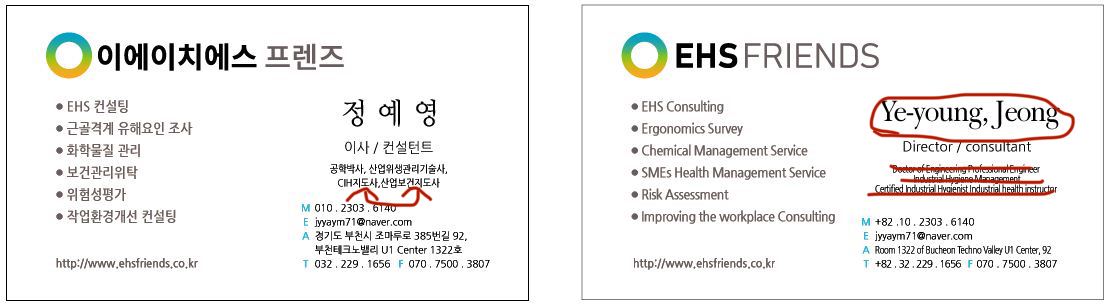 이에이치에스 프렌즈
● EHS 컨설팅
● 근골격계 유해요인 조사
● 화학물질 관리
● 보건관리위탁
● 위험성평가
● 작업환경개선 컨설팅
http://www.ehsfriends.co.kr
정 예 영
이사 / 컨설턴트
공학박사, 산업위생관리기술사,
CIH지도사,산업보건지도사
M 010 . 2303 . 6140
E jyyaym71@naver.com
A 경기도 부천시 조마루로 385번길 92,
부천테크노밸리 U1 Center 1322호
T 032 . 229 . 1656 F 070 . 7500 . 3807
EHS FRIENDS
● EHS Consulting
● Ergonomics Survey
● Chemical Management Service
● SMEs Health Management Service
● Risk Assessment
● Improving the workplace Consulting
http://www.ehsfriends.co.kr
Ye-young, Jeong
Director / consultant
Doctor of Engineering Professional Engineer
Industrial Hygiene Management
Certified Industrial Hygienist Industrial health instructor
M +82 . 10 . 2303 . 6140
E jyyaym71@naver.com
A Room 1322 of Bucheon Techno Valley U1 Center, 92
T +82 . 32 . 229 . 1656 F 070 . 7500 . 3807